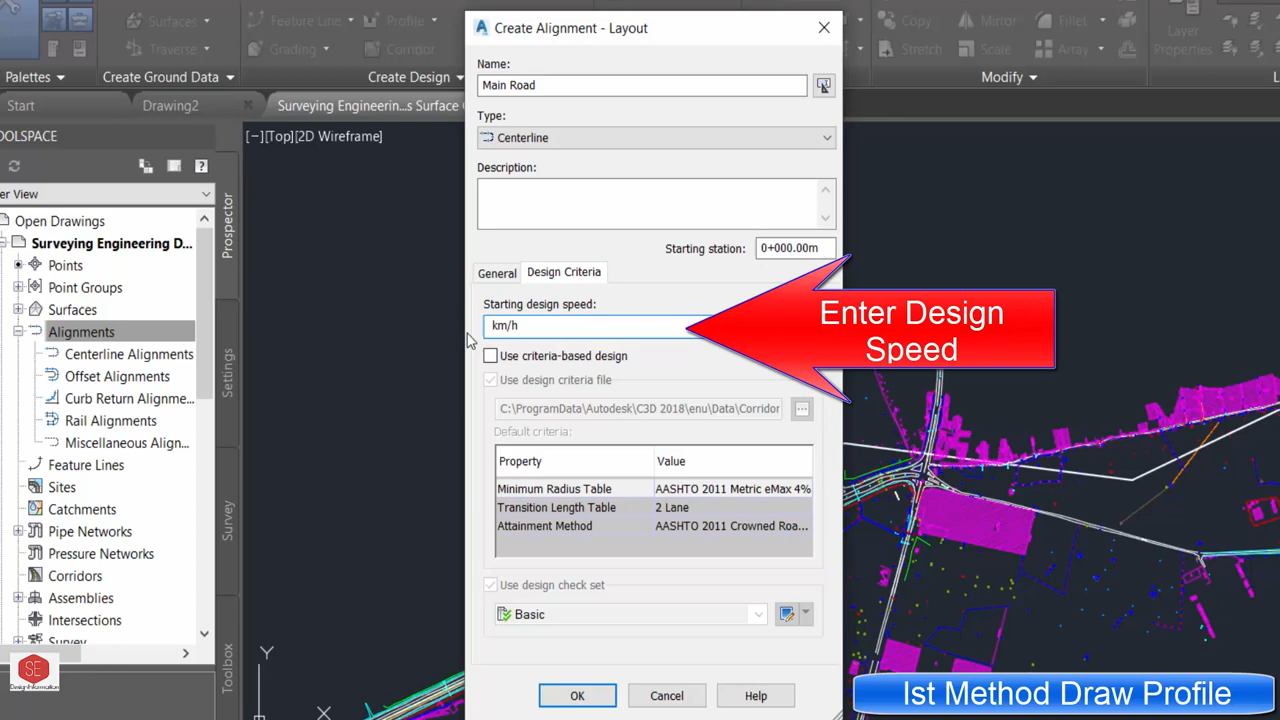 Surfaces
Traverse
Feature Line
Grading
Profile
Corridor
Palettes
Create Ground Data
Create Design
Copy
Mirror
Fillet
Stretch
Scale
Array
Layer
Properties
Modify
Start
Drawing2
Surveying Engineerin...s Surface
[−][Top][2D Wireframe]
OOLSPACE
er View
Open Drawings
Surveying Engineering D...
Points
Point Groups
Surfaces
Alignments
Centerline Alignments
Offset Alignments
Curb Return Alignme...
Rail Alignments
Miscellaneous Align...
Feature Lines
Sites
Catchments
Pipe Networks
Pressure Networks
Corridors
Assemblies
Intersections
Survey
Prospector
Settings
Survey
Toolbox
SE
Design Information
Y
X
Create Alignment - Layout
Name:
Main Road
Type:
Centerline
Description:
Starting station:
0+000.00m
General
Design Criteria
Starting design speed:
km/h
Use criteria-based design
Use design criteria file
C:\ProgramData\Autodesk\C3D 2018\enu\Data\Corridor
Default criteria:
Property Value
Minimum Radius Table AASHTO 2011 Metric eMax 4%
Transition Length Table 2 Lane
Attainment Method AASHTO 2011 Crowned Roa...
Use design check set
Basic
OK
Cancel
Help
Enter Design
Speed
Ist Method Draw Profile